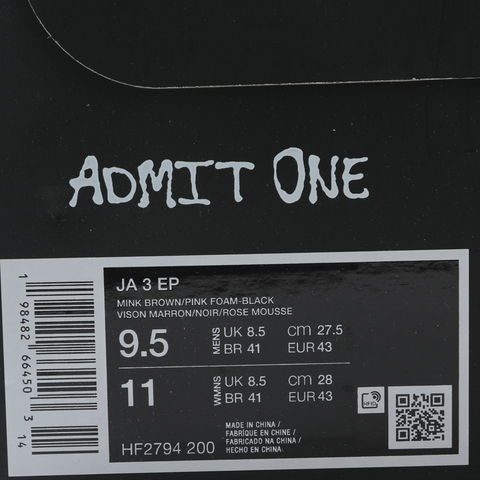 ADMIT ONE
JA 3 EP
MINK BROWN/PINK FOAM-BLACK
VISON MARRON/NOIR/ROSE MOUSSE
9.5 MENS UK 8.5 cm 27.5
BR 41 EUR 43
11 WMNS UK 8.5 cm 28
BR 41 EUR 43
HF2794 200
MADE IN CHINA /
FABRIQUÉ EN CHINE /
FABRICADO NA CHINA /
HECHO EN CHINA
1 98482 66450 3 14